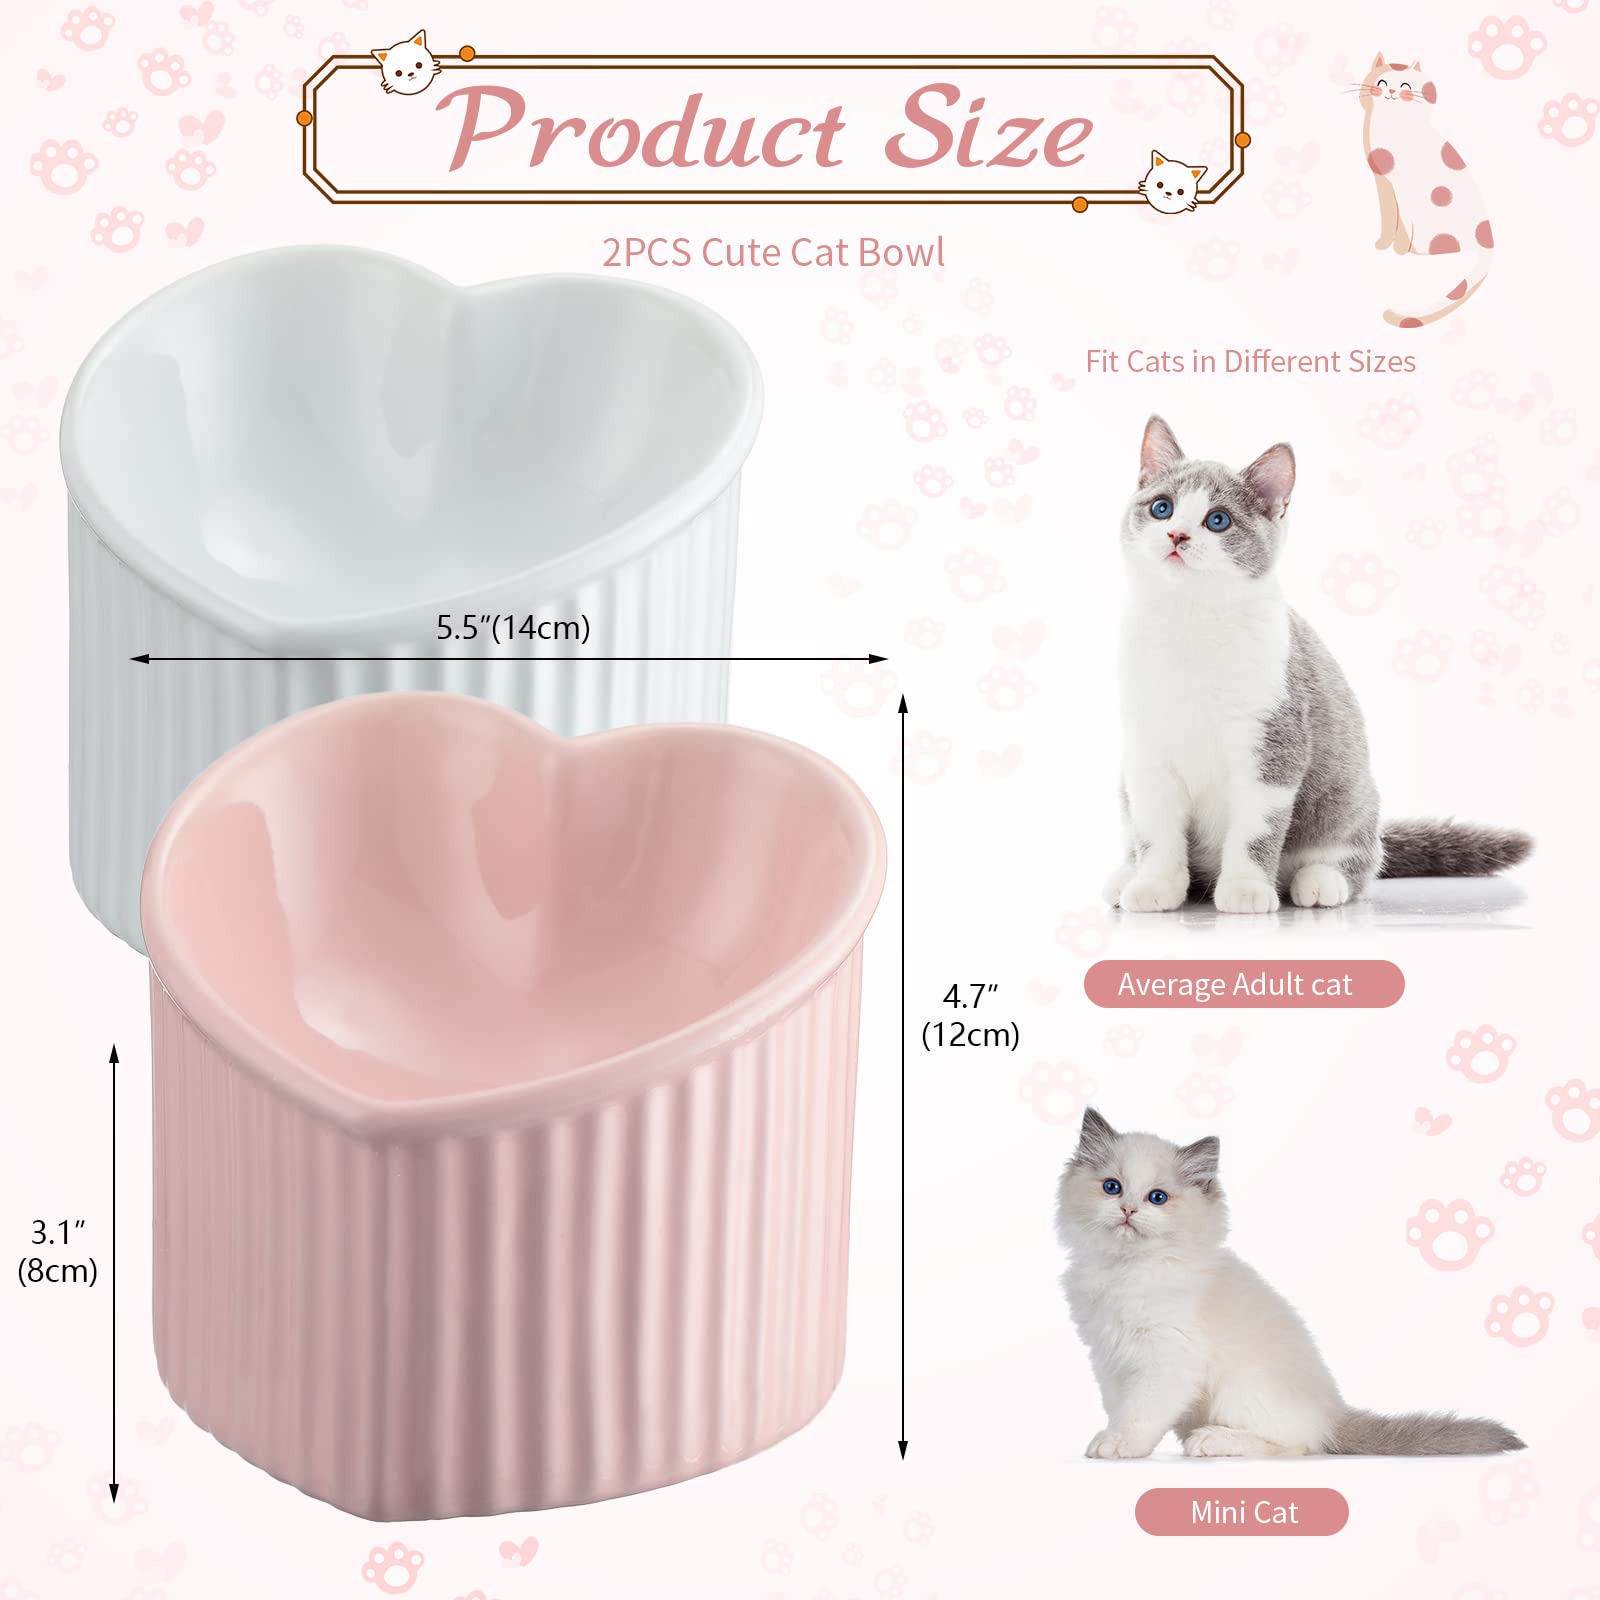 Product Size
2PCS Cute Cat Bowl
Fit Cats in Different Sizes
5.5″(14cm)
4.7″
(12cm)
Average Adult cat
3.1″
(8cm)
Mini Cat